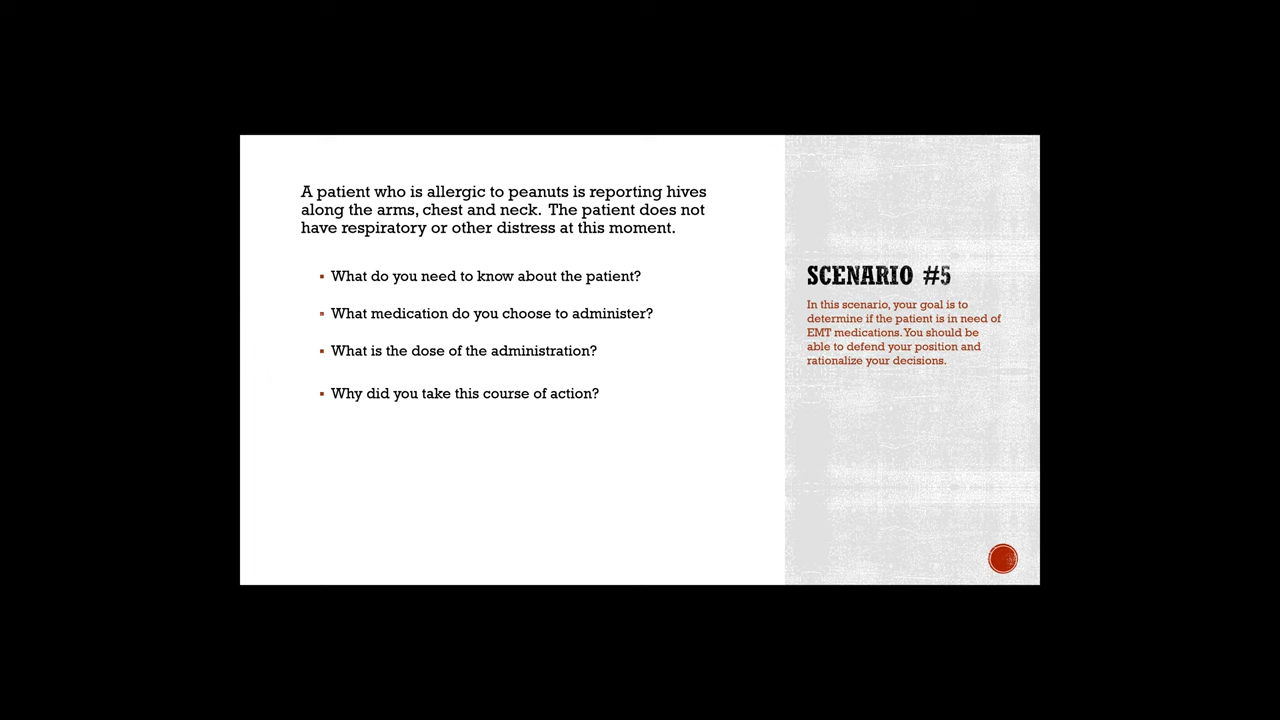 A patient who is allergic to peanuts is reporting hives
along the arms, chest and neck. The patient does not
have respiratory or other distress at this moment.
▪ What do you need to know about the patient?
▪ What medication do you choose to administer?
▪ What is the dose of the administration?
▪ Why did you take this course of action?
SCENARIO #5
In this scenario, your goal is to
determine if the patient is in need of
EMT medications. You should be
able to defend your position and
rationalize your decisions.